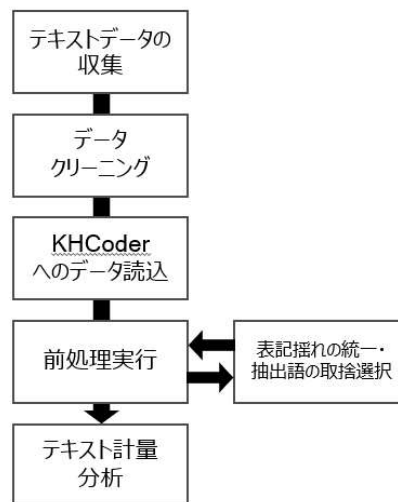 テキストデータの
収集
データ
クリーニング
KHCoder
へのデータ読込
前処理実行
表記揺れの統一・
抽出語の取捨選択
テキスト計量
分析